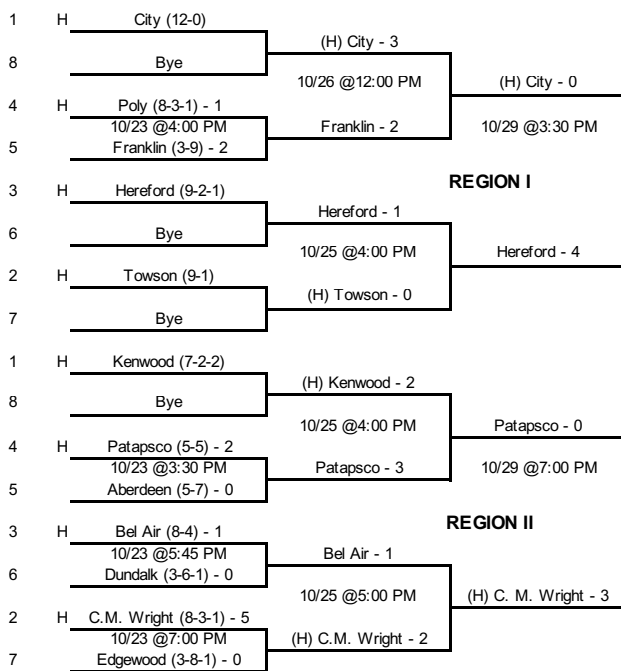 1 H City (12-0)
(H) City - 3
8 Bye
10/26 @12:00 PM (H) City - 0
4 H Poly (8-3-1) - 1
10/23 @4:00 PM Franklin - 2 10/29 @3:30 PM
5 Franklin (3-9) - 2
REGION I
3 H Hereford (9-2-1)
Hereford - 1
6 Bye
10/25 @4:00 PM Hereford - 4
2 H Towson (9-1)
(H) Towson - 0
7 Bye
1 H Kenwood (7-2-2)
(H) Kenwood - 2
8 Bye
10/25 @4:00 PM Patapsco - 0
4 H Patapsco (5-5) - 2
10/23 @3:30 PM Patapsco - 3 10/29 @7:00 PM
5 Aberdeen (5-7) - 0
REGION II
3 H Bel Air (8-4) - 1
10/23 @5:45 PM Bel Air - 1
6 Dundalk (3-6-1) - 0
10/25 @5:00 PM (H) C. M. Wright - 3
2 H C.M. Wright (8-3-1) - 5
10/23 @7:00 PM (H) C.M. Wright - 2
7 Edgewood (3-8-1) - 0